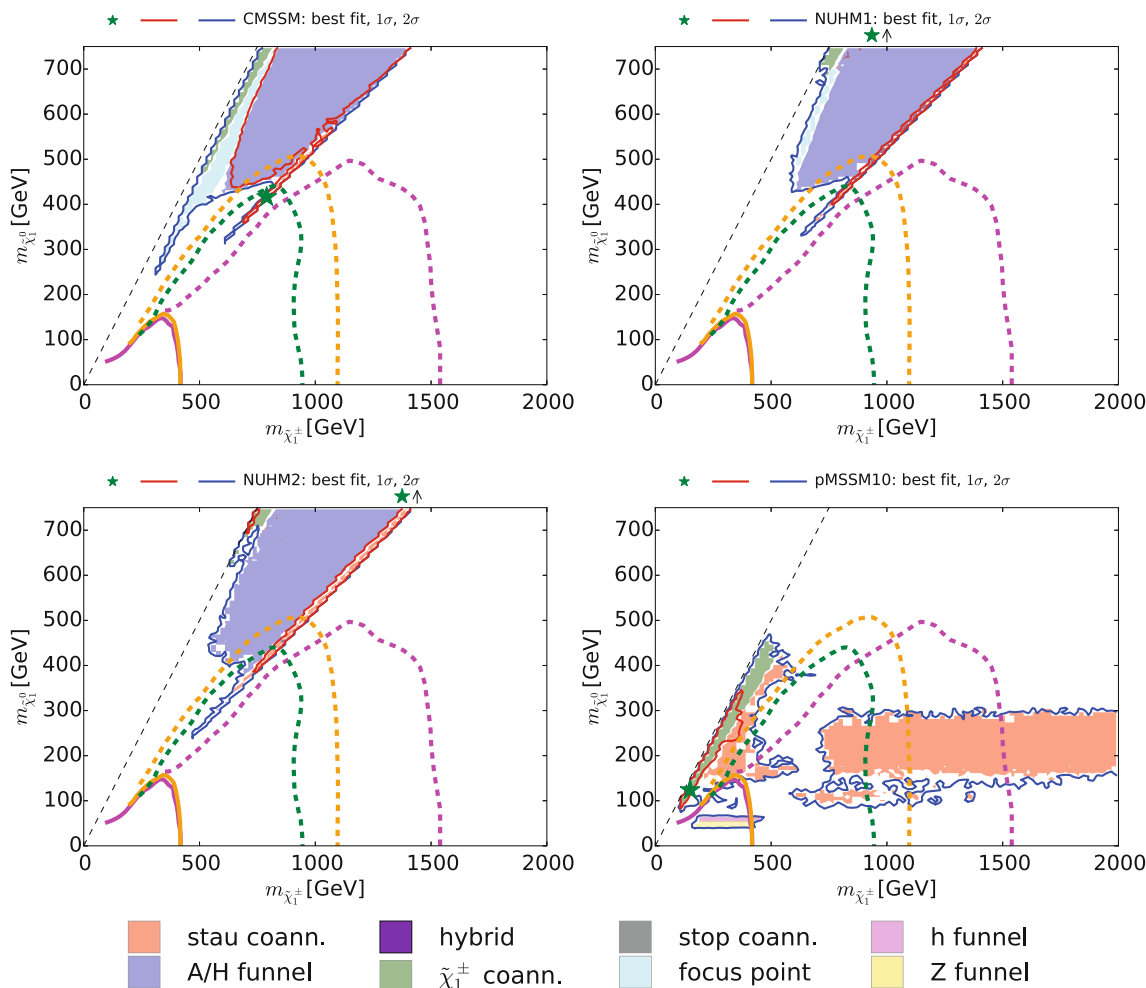 CMSSM: best fit, 1σ, 2σ
NUHM1: best fit, 1σ, 2σ
700
600
500
400
300
200
100
0
m_χ̃₁⁰ [GeV]
0 500 1000 1500 2000
m_χ̃₁± [GeV]
700
600
500
400
300
200
100
0
m_χ̃₁⁰ [GeV]
0 500 1000 1500 2000
m_χ̃₁± [GeV]
NUHM2: best fit, 1σ, 2σ
pMSSM10: best fit, 1σ, 2σ
700
600
500
400
300
200
100
0
m_χ̃₁⁰ [GeV]
0 500 1000 1500 2000
m_χ̃₁± [GeV]
700
600
500
400
300
200
100
0
m_χ̃₁⁰ [GeV]
0 500 1000 1500 2000
m_χ̃₁± [GeV]
stau coann. hybrid stop coann. h funnel
A/H funnel χ̃₁± coann. focus point Z funnel